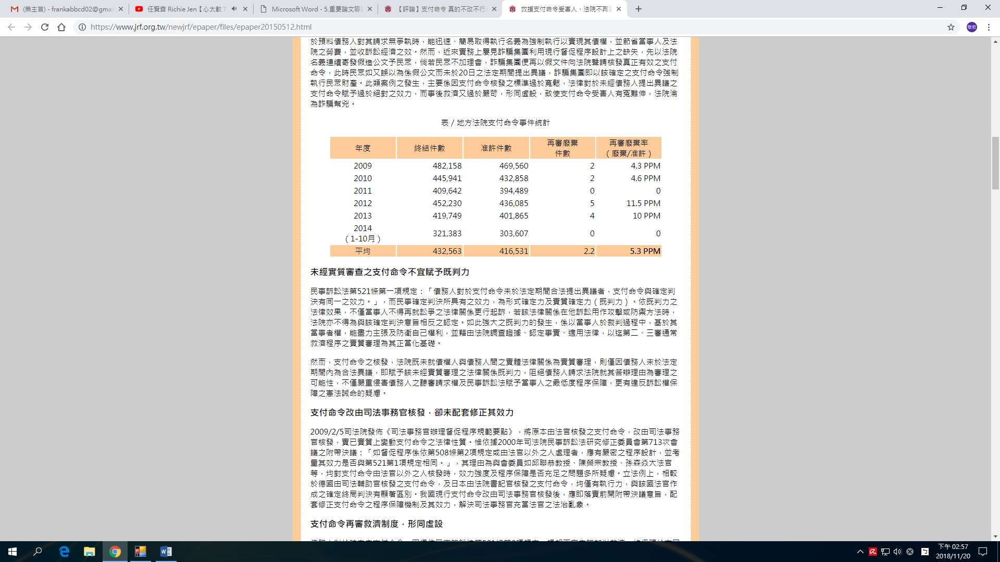 (無主旨) - frankabbcd02@gmai
任賢齊 Richie Jen【心太軟 T
Microsoft Word - 5.重要論文導
【評論】支付命令 真的不改不行
救援支付命令受害人、法院不再
https://www.jrf.org.tw/newjrf/epaper/files/epaper20150512.html
敬哲
於預料債務人對其請求無爭執時，能迅速、簡易取得執行名義為強制執行以實現其債權，並節省當事人及法
院之勞費，並收訴訟經濟之效。然而，近來實務上屢見詐騙集團利用現行督促程序設計上之缺失，先以法院
名義連續寄發假造公文予民眾，倘若民眾不加理會，詐騙集團便再以假文件向法院聲請核發真正有效之支付
命令，此時民眾如又誤以為係假公文而未於20日之法定期間提出異議，詐騙集團即以該確定之支付命令強制
執行民眾財產。此類案例之發生，主要係因支付命令核發之標準過於寬鬆，法律對於未經債務人提出異議之
支付命令賦予過於絕對之效力，而事後救濟又過於嚴苛，形同虛設，致使支付命令受害人有冤難伸，法院淪
為詐騙幫兇。
表 / 地方法院支付命令事件統計
年度 終結件數 准許件數 再審廢棄件數 再審廢棄率（廢棄/准許）
2009 482,158 469,560 2 4.3 PPM
2010 445,941 432,858 2 4.6 PPM
2011 409,642 394,489 0 0
2012 452,230 436,085 5 11.5 PPM
2013 419,749 401,865 4 10 PPM
2014（1-10月） 321,383 303,607 0 0
平均 432,563 416,531 2.2 5.3 PPM
未經實質審查之支付命令不宜賦予既判力
民事訴訟法第521條第一項規定：「債務人對於支付命令未於法定期間合法提出異議者，支付命令與確定判
決有同一之效力。」，而民事確定判決所具有之效力，為形式確定力及實質確定力（既判力）。依既判力之
法律效果，不僅當事人不得再就訟爭之法律關係更行起訴，若該法律關係在他訴訟用作攻擊或防禦方法時，
法院亦不得為與該確定判決意旨相反之認定。如此強大之既判力的發生，係以當事人於裁判過程中，基於其
當事者權，能盡力主張及防衛自己權利，並藉由法院調查證據、認定事實、適用法律，以迄第二、三審通常
救濟程序之實質審理為其正當化基礎。
然而，支付命令之核發，法院既未就債權人與債務人間之實體法律關係為實質審理，則僅因債務人未於法定
期間內為合法異議，即賦予該未經實質審理之法律關係既判力，阻絕債務人請求法院就其答辯理由為審理之
可能性，不僅嚴重侵害債務人之聽審請求權及民事訴訟法賦予當事人之最低度程序保障，更有違反訴訟權保
障之憲法誡命的疑慮。
支付命令改由司法事務官核發，卻未配套修正其效力
2009/2/5司法院發佈《司法事務官辦理督促程序規範要點》，將原本由法官核發之支付命令，改由司法事務
官核發，實已實質上變動支付命令之法律性質。惟依據2000年司法院民事訴訟法研究修正委員會第713次會
議之附帶決議：「如督促程序係依第508條第2項規定或由法官以外之人處理者，應有嚴密之程序設計，並考
量其效力是否與第521第1項規定相同。」，其理由為與會委員如邱聯恭教授、陳榮宗教授、孫森焱大法官
等，均對支付命令由法官以外之人核發時，效力強度及程序保障是否充足之問題多所疑慮。立法例上，相較
於德國由司法輔助官核發之支付命令，及日本由法院書記官核發之支付命令，均僅有執行力，與該國法官作
成之確定終局判決有顯著區別。我國現行支付命令改由司法事務官核發後，應即落實前開附帶決議意旨，配
套修正支付命令之程序保障機制及其效力，解決司法事務官充當法官之法治亂象。
支付命令再審救濟制度，形同虛設
下午 02:57
2018/11/20